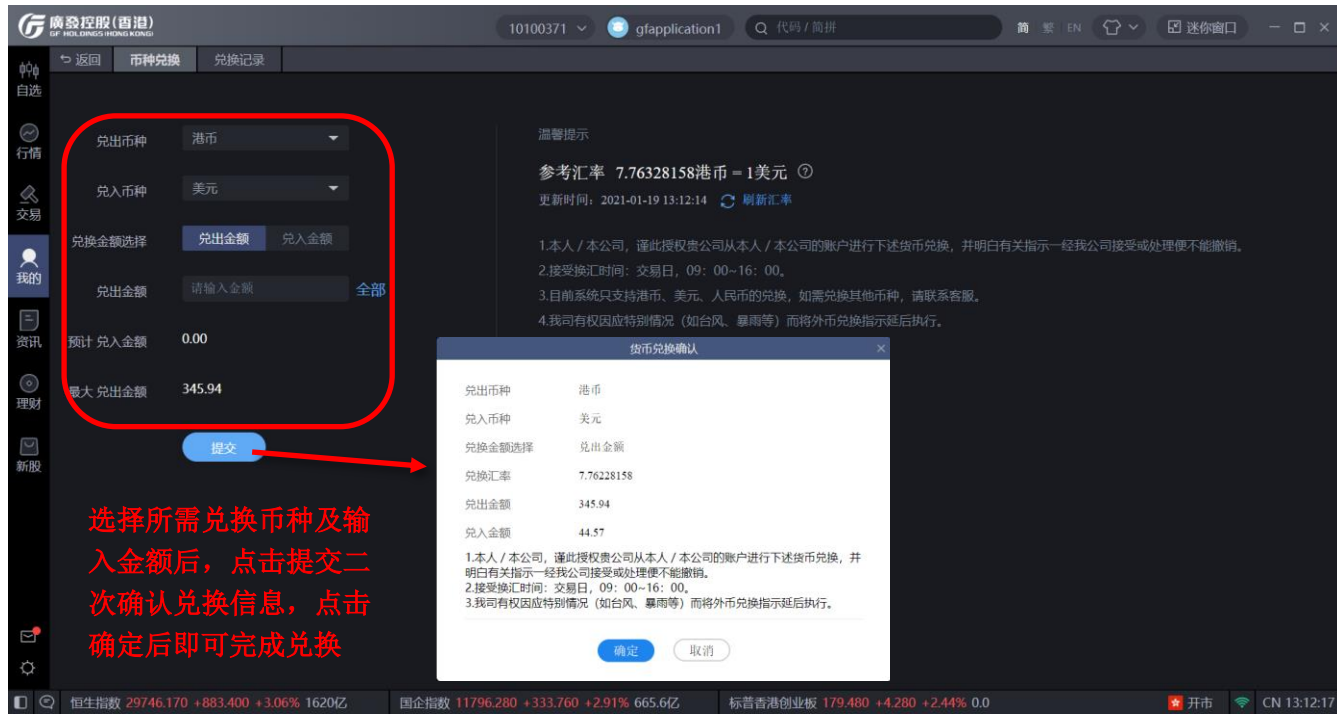 廣發控股(香港)
GF HOLDINGS (HONG KONG)
10100371
gfapplication1
代码 / 简拼
简 繁 EN
迷你窗口
返回 币种兑换 兑换记录
自选
行情
交易
我的
资讯
理财
新股
兑出币种 港币
兑入币种 美元
兑换金额选择 兑出金额 兑入金额
兑出金额 请输入金额 全部
预计 兑入金额 0.00
最大 兑出金额 345.94
提交
温馨提示
参考汇率 7.76328158港币 = 1美元
更新时间：2021-01-19 13:12:14 刷新汇率
1.本人 / 本公司，谨此授权贵公司从本人 / 本公司的账户进行下述货币兑换，并明白有关指示一经我公司接受或处理便不能撤销。
2.接受换汇时间：交易日，09：00~16：00。
3.目前系统只支持港币、美元、人民币的兑换，如需兑换其他币种，请联系客服。
4.我司有权因应特别情况（如台风、暴雨等）而将外币兑换指示延后执行。
货币兑换确认
兑出币种 港币
兑入币种 美元
兑换金额选择 兑出金额
兑换汇率 7.76228158
兑出金额 345.94
兑入金额 44.57
1.本人 / 本公司，谨此授权贵公司从本人 / 本公司的账户进行下述货币兑换，并
明白有关指示一经我公司接受或处理便不能撤销。
2.接受换汇时间：交易日，09：00~16：00。
3.我司有权因应特别情况（如台风、暴雨等）而将外币兑换指示延后执行。
确定 取消
选择所需兑换币种及输
入金额后，点击提交二
次确认兑换信息，点击
确定后即可完成兑换
恒生指数 29746.170 +883.400 +3.06% 1620亿 国企指数 11796.280 +333.760 +2.91% 665.6亿 标普香港创业板 179.480 +4.280 +2.44% 0.0 开市 CN 13:12:17